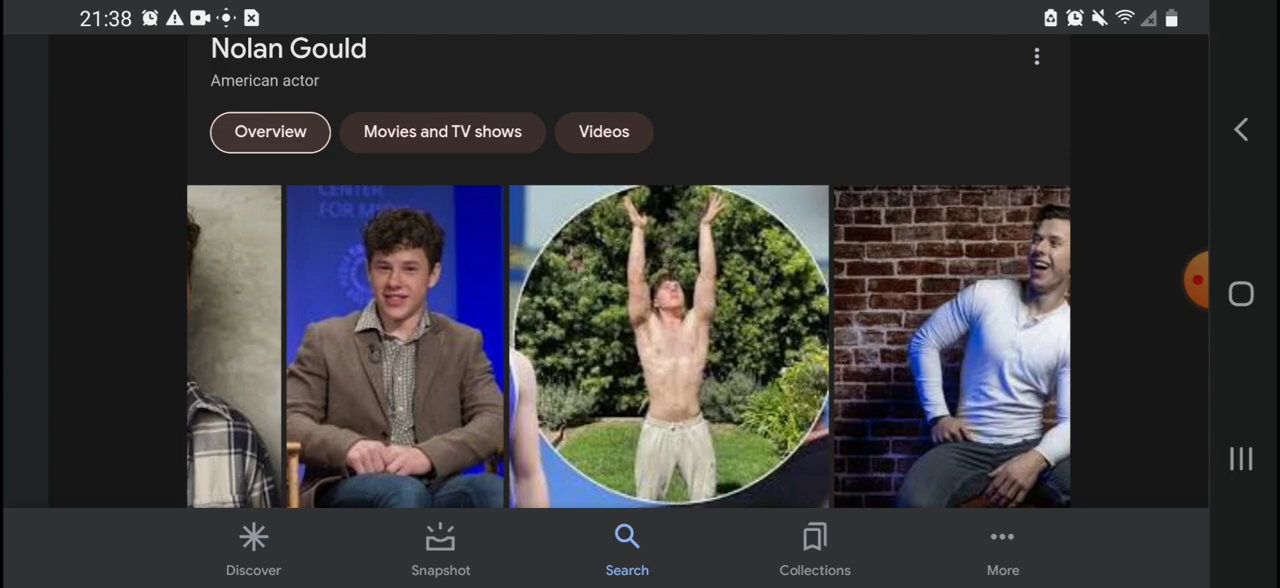 21:38
Nolan Gould
American actor
Overview Movies and TV shows Videos
CENTER
FOR ME
Discover Snapshot Search Collections More